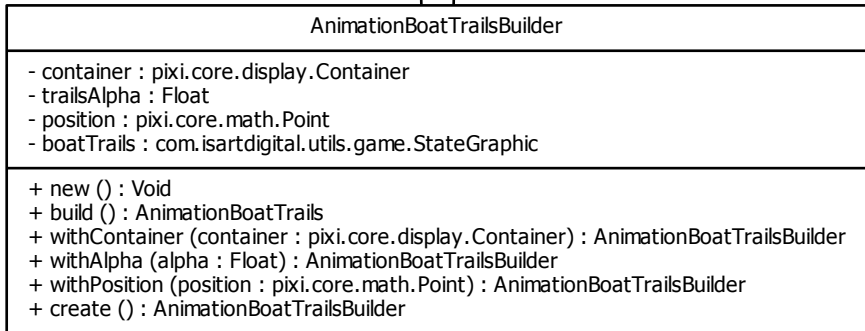 AnimationBoatTrailsBuilder
- container : pixi.core.display.Container
- trailsAlpha : Float
- position : pixi.core.math.Point
- boatTrails : com.isartdigital.utils.game.StateGraphic
+ new () : Void
+ build () : AnimationBoatTrails
+ withContainer (container : pixi.core.display.Container) : AnimationBoatTrailsBuilder
+ withAlpha (alpha : Float) : AnimationBoatTrailsBuilder
+ withPosition (position : pixi.core.math.Point) : AnimationBoatTrailsBuilder
+ create () : AnimationBoatTrailsBuilder